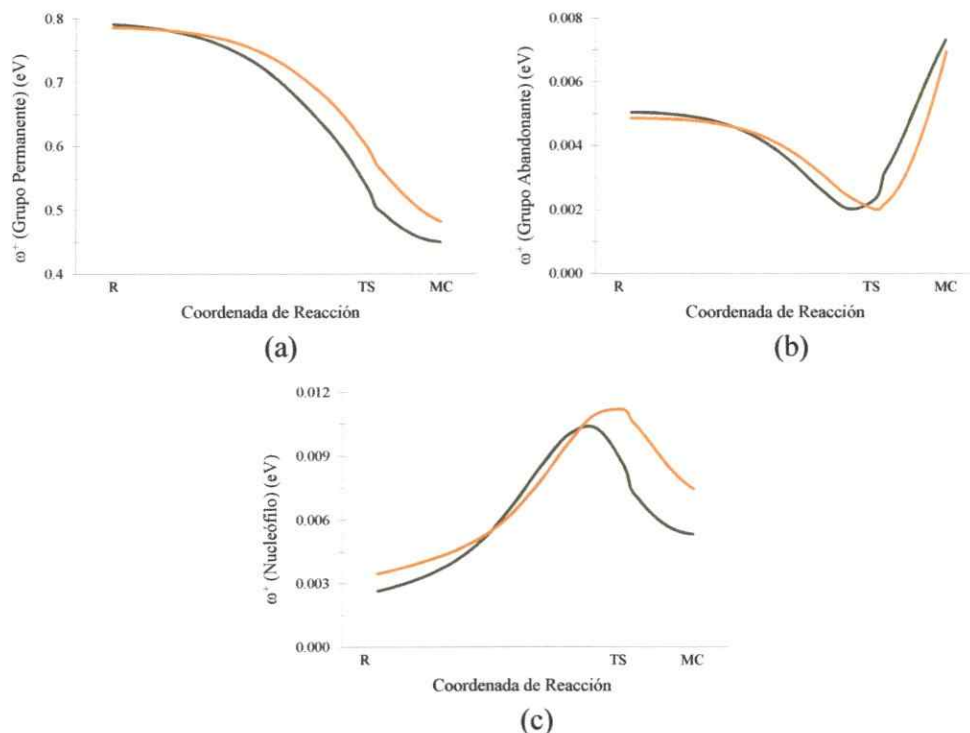 ω⁺ (Grupo Permanente) (eV)
0.8
0.7
0.6
0.5
0.4
R
TS
MC
Coordenada de Reacción
(a)
ω⁺ (Grupo Abandonante) (eV)
0.008
0.006
0.004
0.002
0.000
R
TS
MC
Coordenada de Reacción
(b)
ω⁺ (Nucleófilo) (eV)
0.012
0.009
0.006
0.003
0.000
R
TS
MC
Coordenada de Reacción
(c)